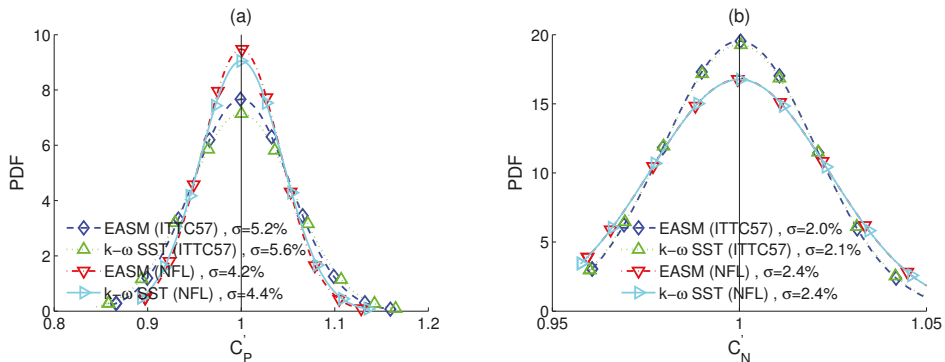 (a)
10
8
6
4
2
0
PDF
EASM (ITTC57) , σ=5.2%
k−ω SST (ITTC57) , σ=5.6%
EASM (NFL) , σ=4.2%
k−ω SST (NFL) , σ=4.4%
0.8 0.9 1 1.1 1.2
C'P
(b)
20
15
10
5
0
PDF
EASM (ITTC57) , σ=2.0%
k−ω SST (ITTC57) , σ=2.1%
EASM (NFL) , σ=2.4%
k−ω SST (NFL) , σ=2.4%
0.95 1 1.05
C'N